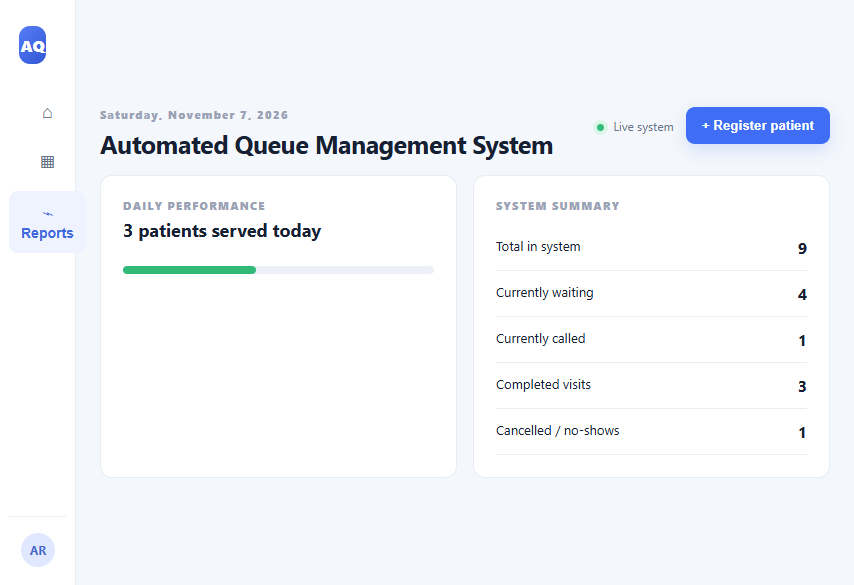 AQ
Reports
AR
Saturday, November 7, 2026
Automated Queue Management System
Live system
+ Register patient
DAILY PERFORMANCE
3 patients served today
SYSTEM SUMMARY
Total in system 9
Currently waiting 4
Currently called 1
Completed visits 3
Cancelled / no-shows 1